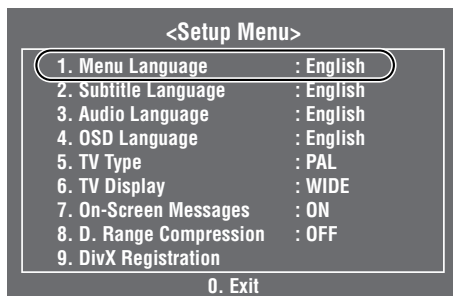 <Setup Menu>
1. Menu Language : English
2. Subtitle Language : English
3. Audio Language : English
4. OSD Language : English
5. TV Type : PAL
6. TV Display : WIDE
7. On-Screen Messages : ON
8. D. Range Compression : OFF
9. DivX Registration
0. Exit